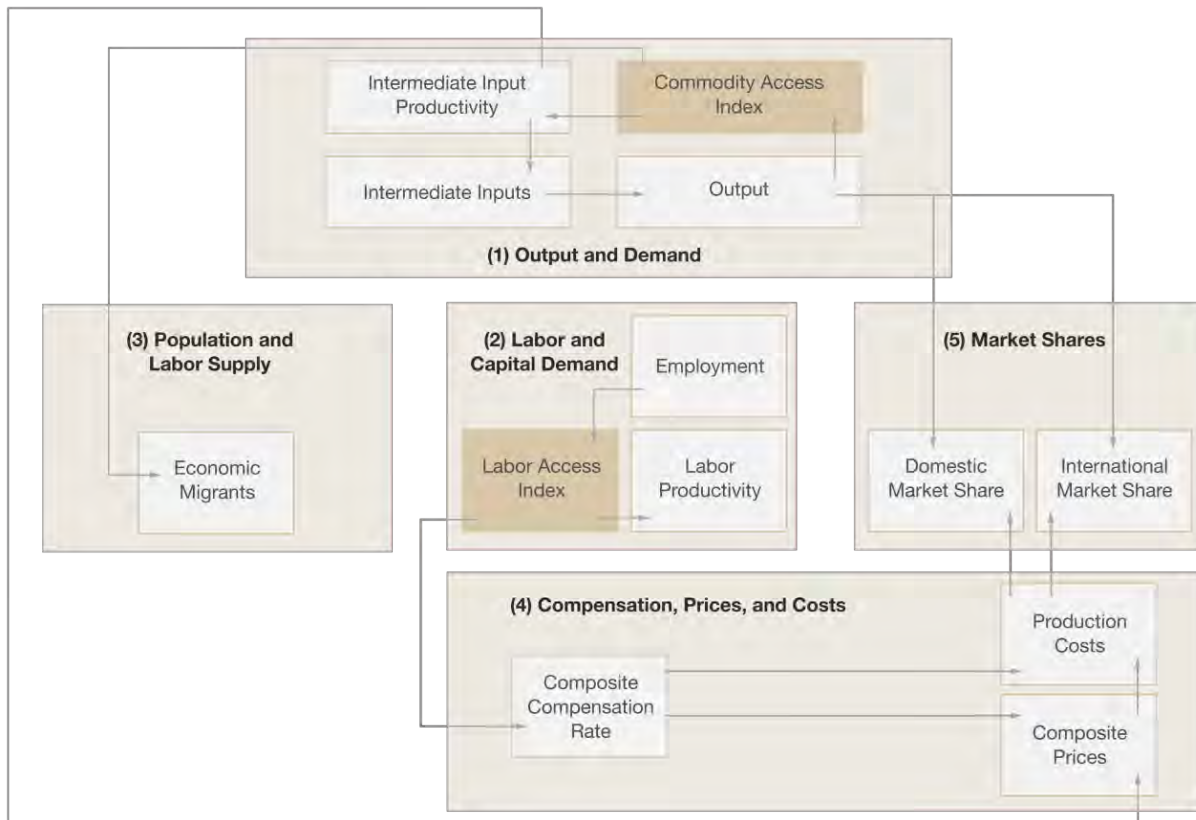 Intermediate Input
Productivity
Commodity Access
Index
Intermediate Inputs
Output
(1) Output and Demand
(3) Population and
Labor Supply
Economic
Migrants
(2) Labor and
Capital Demand
Employment
Labor Access
Index
Labor
Productivity
(5) Market Shares
Domestic
Market Share
International
Market Share
(4) Compensation, Prices, and Costs
Production
Costs
Composite
Compensation
Rate
Composite
Prices